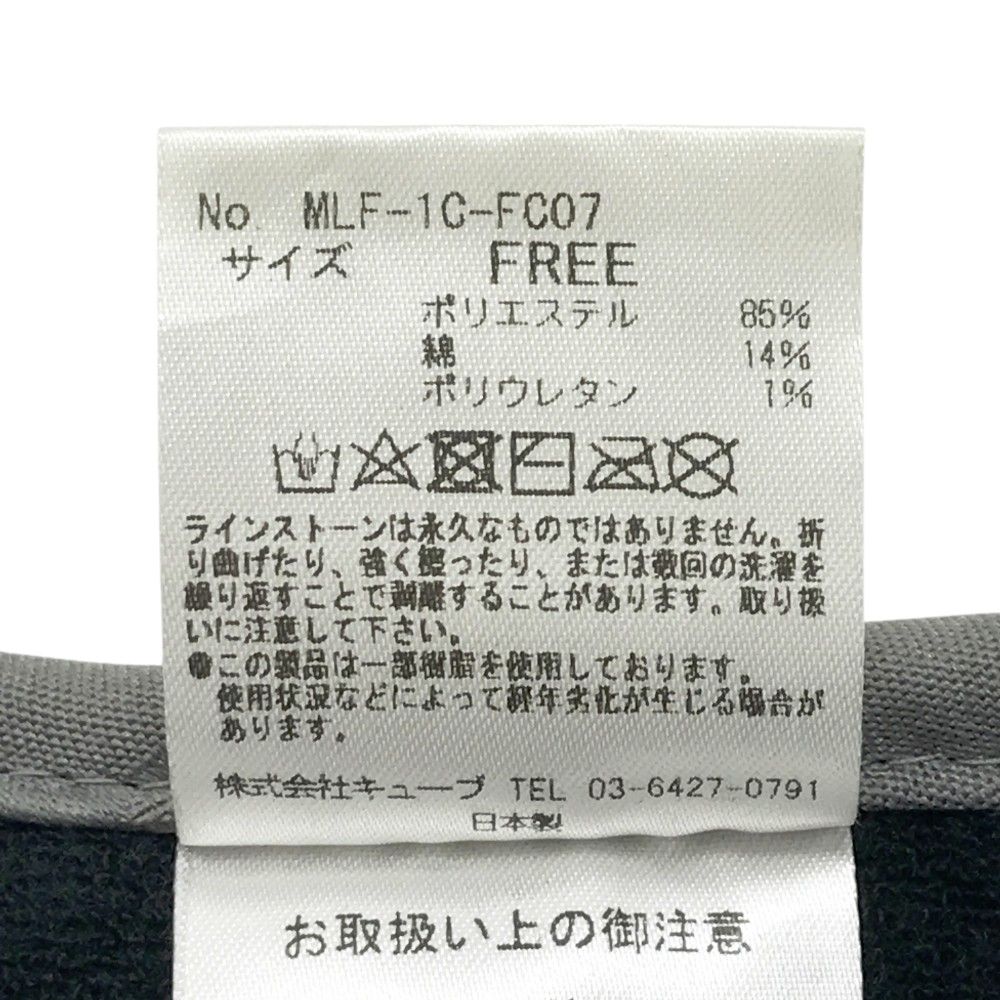 No. MLF-1C-FC07
サイズ FREE
ポリエステル 85%
綿 14%
ポリウレタン 1%
ラインストーンは永久なものではありません。折
り曲げたり、強く擦ったり、または数回の洗濯を
繰り返すことで剥離することがあります。取り扱
いに注意して下さい。
●この製品は一部樹脂を使用しております。
使用状況などによって経年劣化が生じる場合が
あります。
株式会社キューブ TEL 03-6427-0791
日本製
お取扱い上の御注意